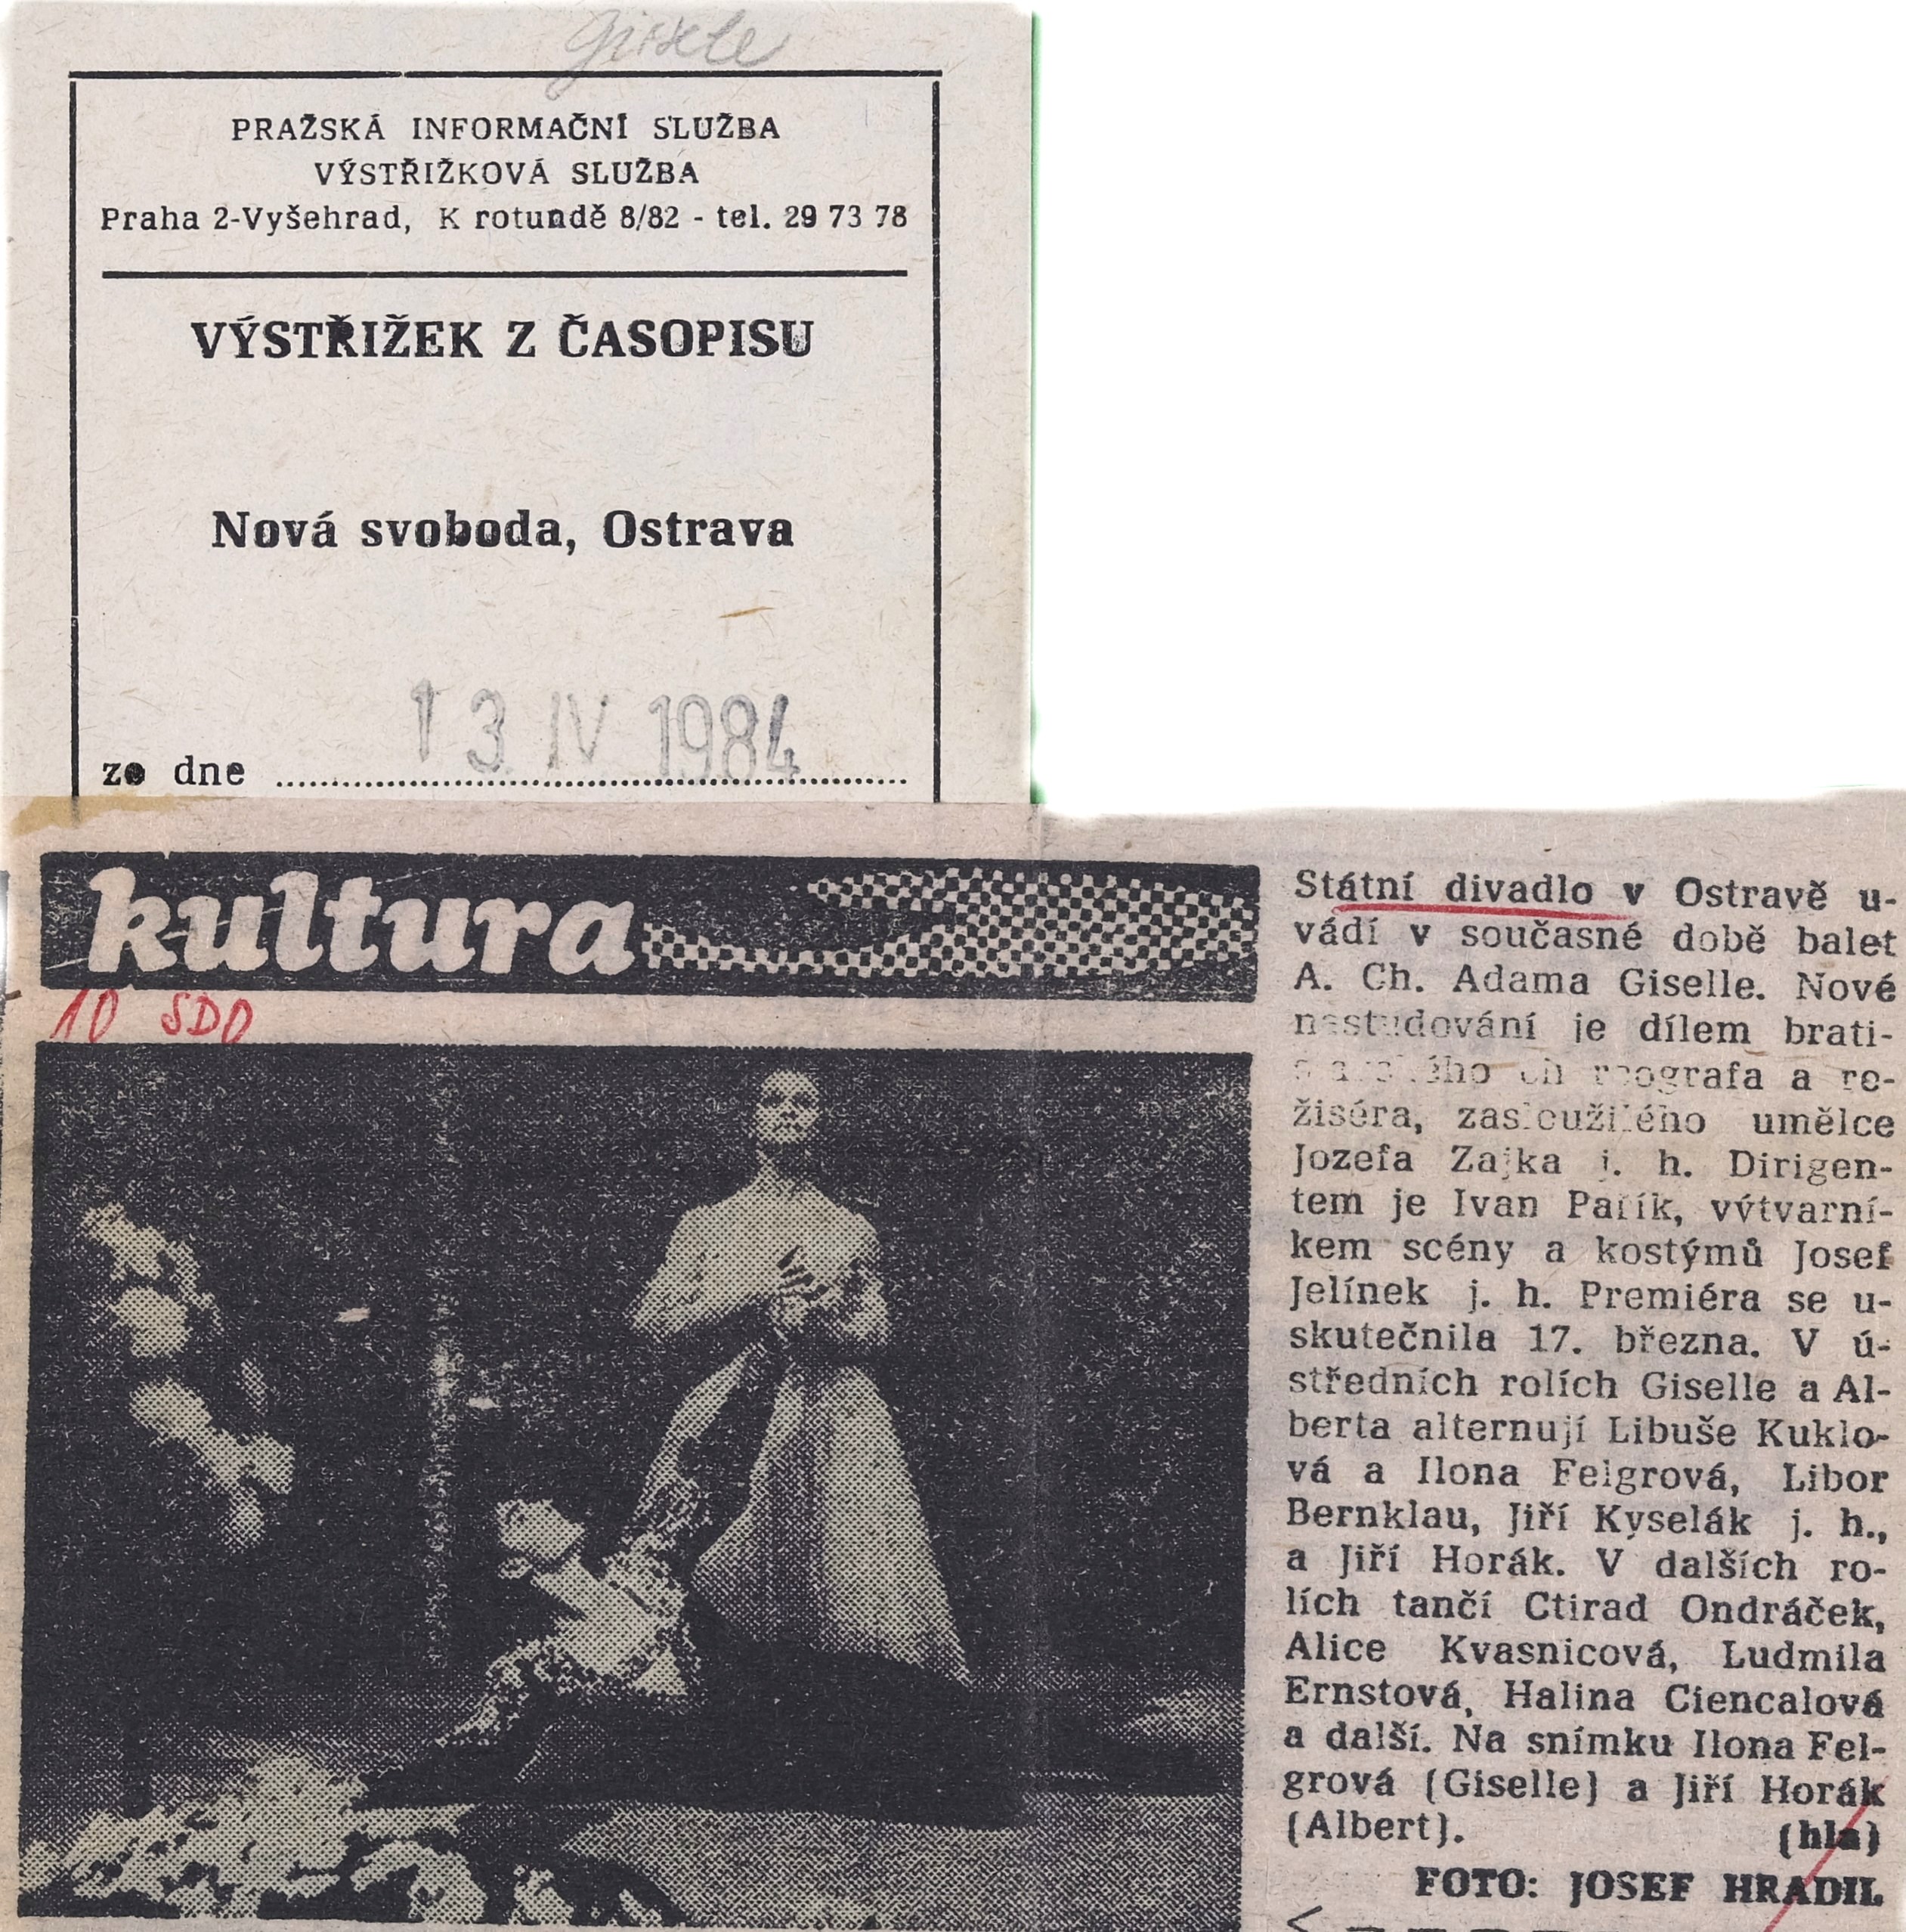 Gisele
PRAŽSKÁ INFORMAČNÍ SLUŽBA
VÝSTŘIŽKOVÁ SLUŽBA
Praha 2-Vyšehrad, K rotundě 8/82 - tel. 29 73 78
VÝSTŘIŽEK Z ČASOPISU
Nová svoboda, Ostrava
13 IV 1984
ze dne
kultura
10 SDO
Státní divadlo v Ostravě u-
vádí v současné době balet
A. Ch. Adama Giselle. Nové
nastudování je dílem brati-
slavského choreografa a re-
žiséra, zasloužilého umělce
Jozefa Zajka j. h. Dirigen-
tem je Ivan Pařík, výtvarní-
kem scény a kostýmů Josef
Jelínek j. h. Premiéra se u-
skutečnila 17. března. V ú-
středních rolích Giselle a Al-
berta alternují Libuše Kuklo-
vá a Ilona Felgrová, Libor
Bernklau, Jiří Kyselák j. h.,
a Jiří Horák. V dalších ro-
lích tančí Ctirad Ondráček,
Alice Kvasnicová, Ludmila
Ernstová, Halina Ciencalová
a další. Na snímku Ilona Fel-
grová (Giselle) a Jiří Horák
(Albert). (hla)
FOTO: JOSEF HRADIL